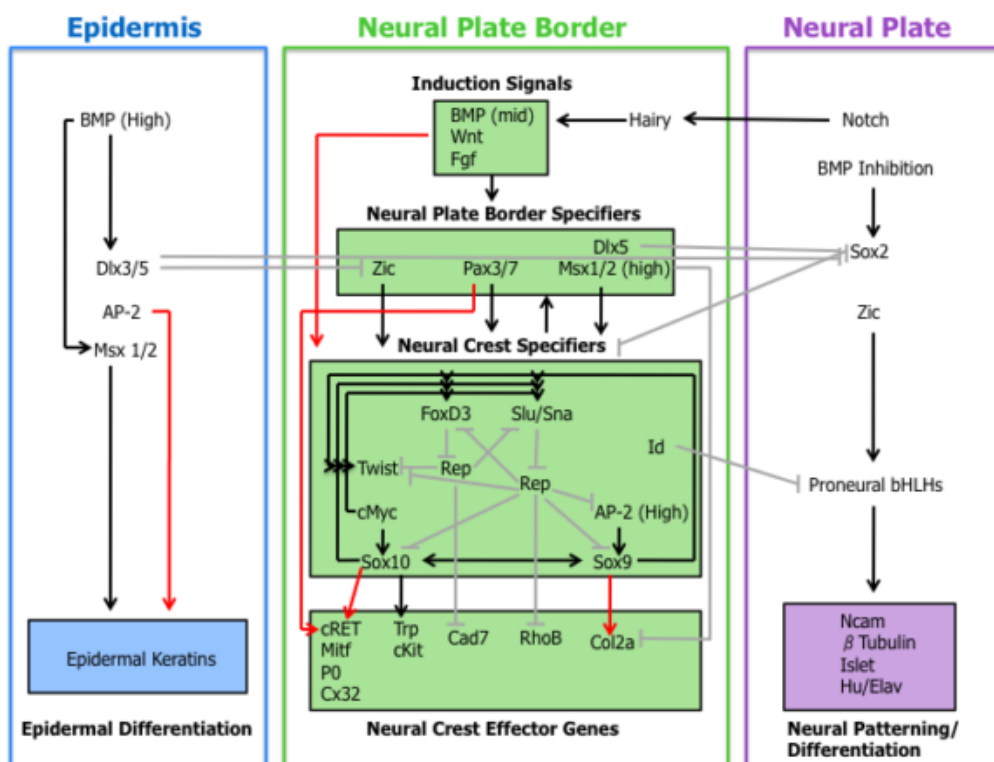 Epidermis
Neural Plate Border
Neural Plate
Induction Signals
BMP (High)
BMP (mid)
Wnt
Fgf
Hairy
Notch
BMP Inhibition
Neural Plate Border Specifiers
Dlx5
Sox2
Dlx3/5
Zic
Pax3/7
Msx1/2 (high)
AP-2
Zic
Msx 1/2
Neural Crest Specifiers
FoxD3
Slu/Sna
Id
Twist
Rep
Rep
Proneural bHLHs
cMyc
AP-2 (High)
Sox10
Sox9
cRET
Mitf
P0
Cx32
Trp
cKit
Cad7
RhoB
Col2a
Ncam
β Tubulin
Islet
Hu/Elav
Epidermal Keratins
Epidermal Differentiation
Neural Crest Effector Genes
Neural Patterning/
Differentiation